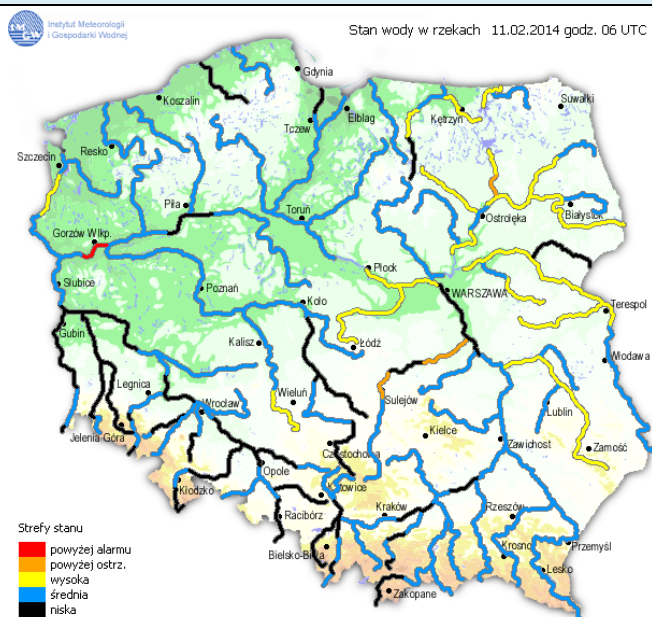 Instytut Meteorologii
i Gospodarki Wodnej
Stan wody w rzekach 11.02.2014 godz. 06 UTC
Gdynia
Koszalin
Suwałki
Kętrzyn
Elbląg
Tczew
Resko
Szczecin
Piła
Toruń
Ostrołęka
Białystok
Gorzów Wlkp.
Płock
WARSZAWA
Słubice
Poznań
Koło
Terespol
Gubin
Kalisz
Łódź
Włodawa
Legnica
Wieluń
Sulejów
Lublin
Wrocław
Jelenia Góra
Kielce
Zawichost
Zamość
Częstochowa
Opole
Kłodzko
Katowice
Racibórz
Kraków
Rzeszów
Bielsko-Biała
Krosno
Przemyśl
Lesko
Zakopane
Strefy stanu
powyżej alarmu
powyżej ostrz.
wysoka
średnia
niska